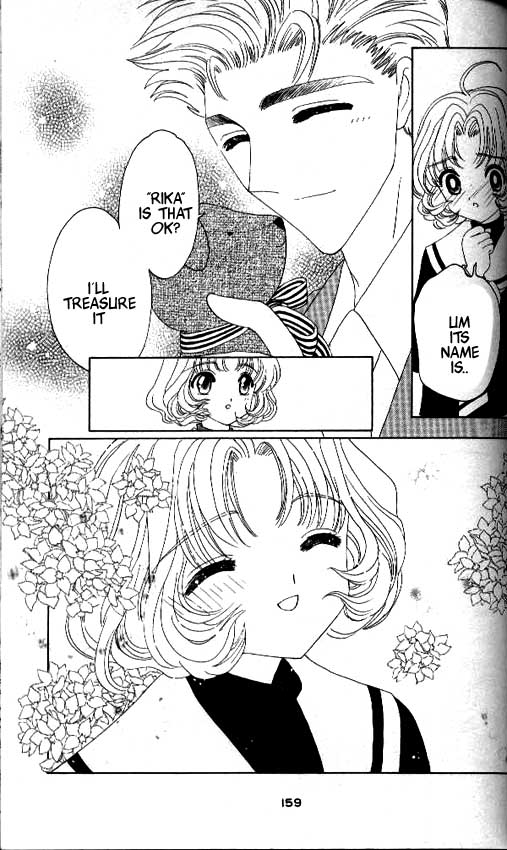 UM
ITS
NAME
IS..
"RIKA"
IS THAT
OK?
I'LL
TREASURE
IT
159